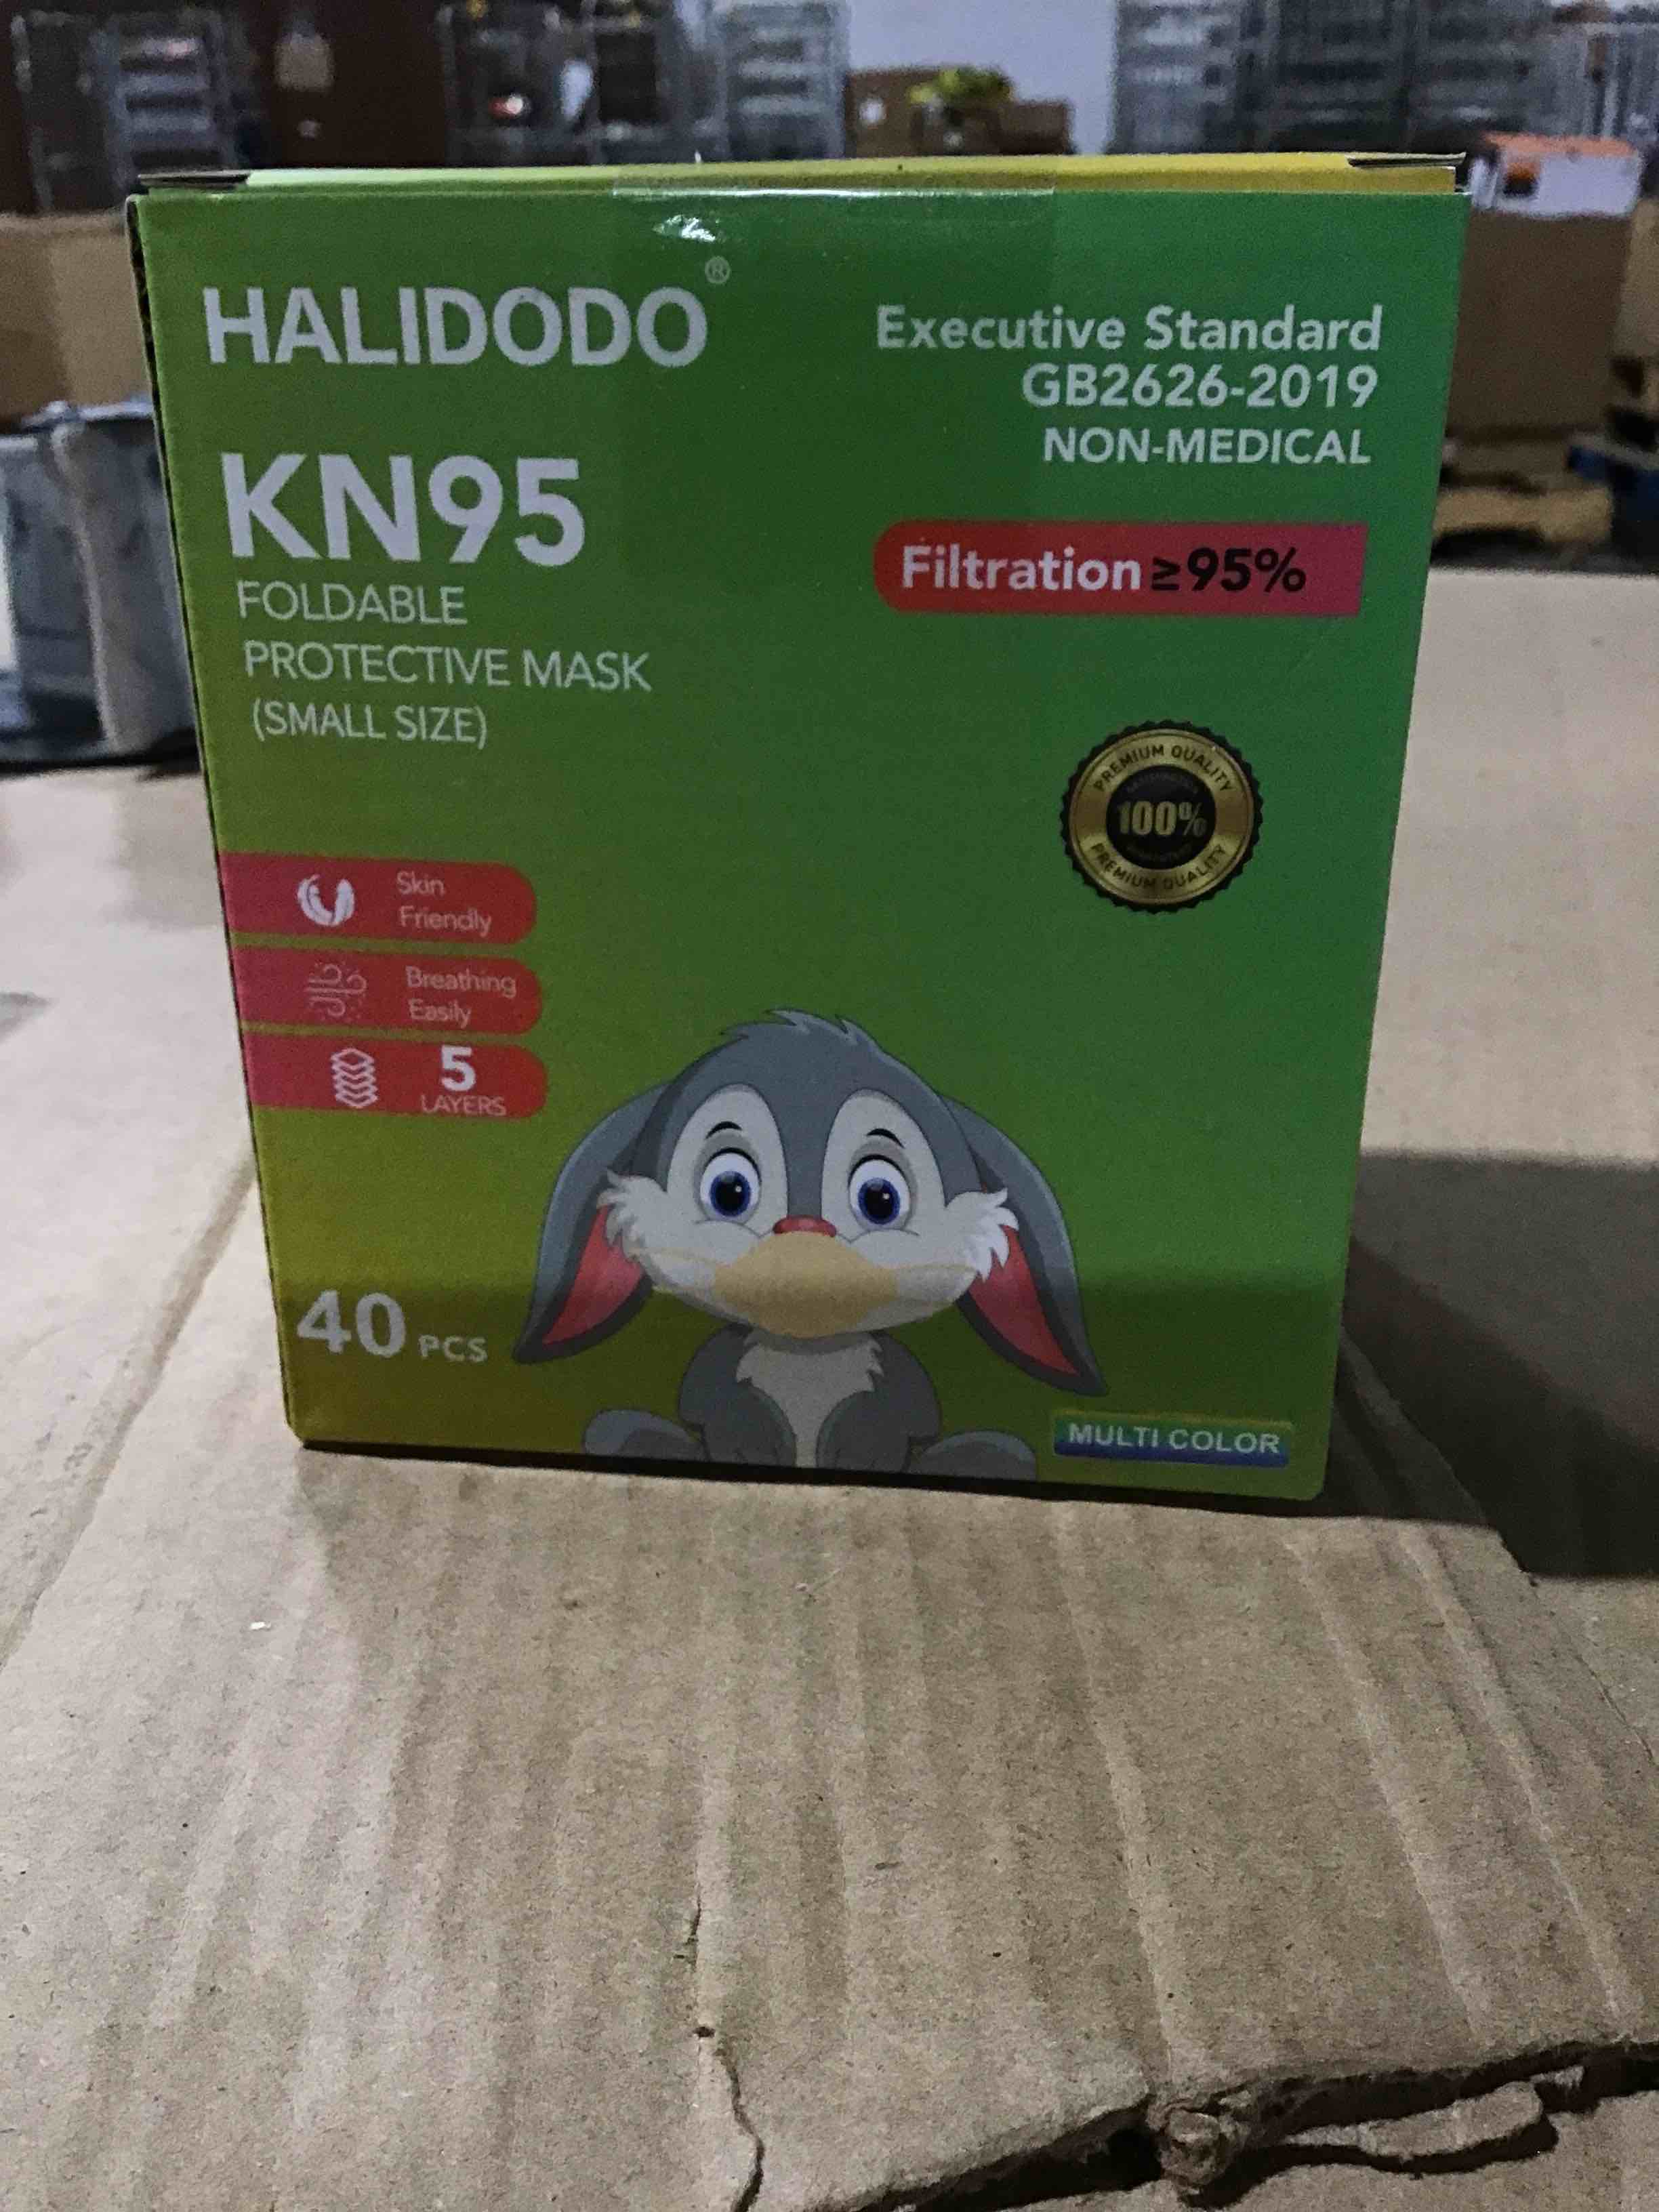 HALIDODO®
Executive Standard
GB2626-2019
NON-MEDICAL
KN95
FOLDABLE
PROTECTIVE MASK
(SMALL SIZE)
Filtration ≥95%
PREMIUM QUALITY
100%
PREMIUM QUALITY
Skin
Friendly
Breathing
Easily
5
LAYERS
40 PCS
MULTI COLOR